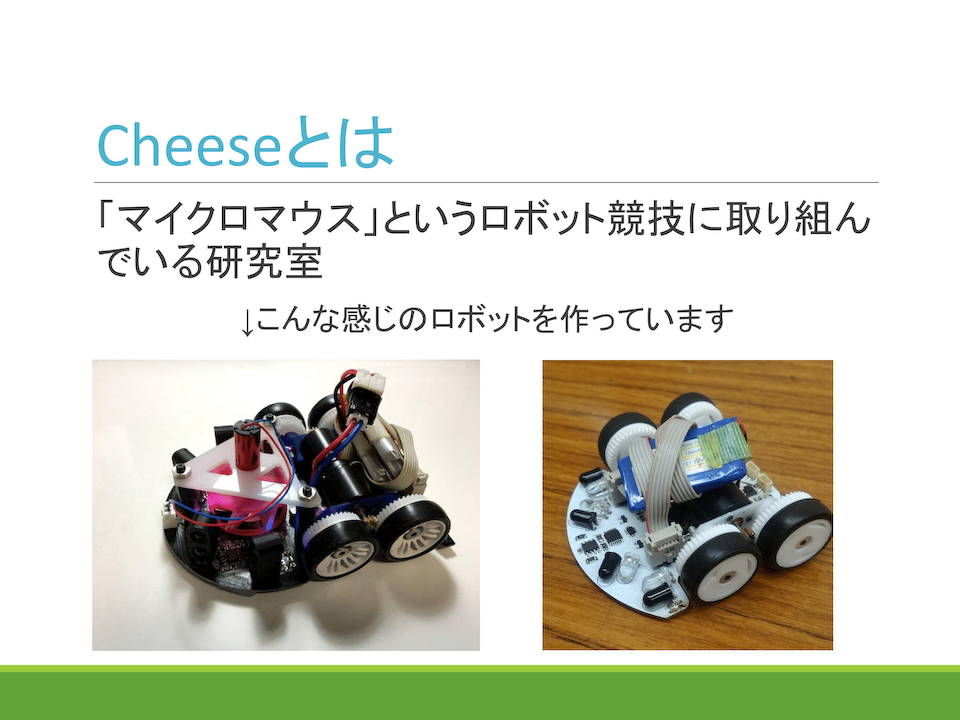 Cheeseとは
「マイクロマウス」というロボット競技に取り組ん
でいる研究室
↓こんな感じのロボットを作っています